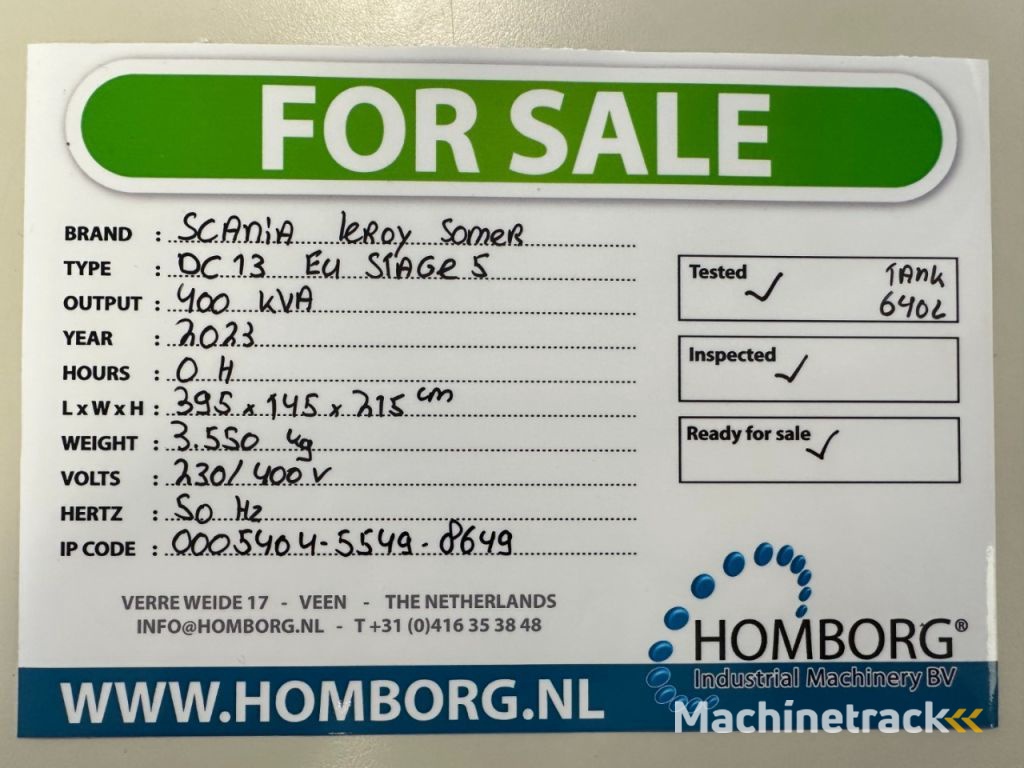 FOR SALE
BRAND : SCANIA LEROY SOMER
TYPE : DC 13 EU STAGE 5
OUTPUT : 400 KVA
YEAR : 2023
HOURS : 0 H
L x W x H : 395 x 145 x 215 cm
WEIGHT : 3.550 kg
VOLTS : 230/400 V
HERTZ : 50 Hz
IP CODE : 0005404-5549-8649
Tested ✓ TANK
640L
Inspected ✓
Ready for sale ✓
VERRE WEIDE 17 - VEEN - THE NETHERLANDS
INFO@HOMBORG.NL - T +31 (0)416 35 38 48
HOMBORG®
Industrial Machinery BV
WWW.HOMBORG.NL
Machinetrack